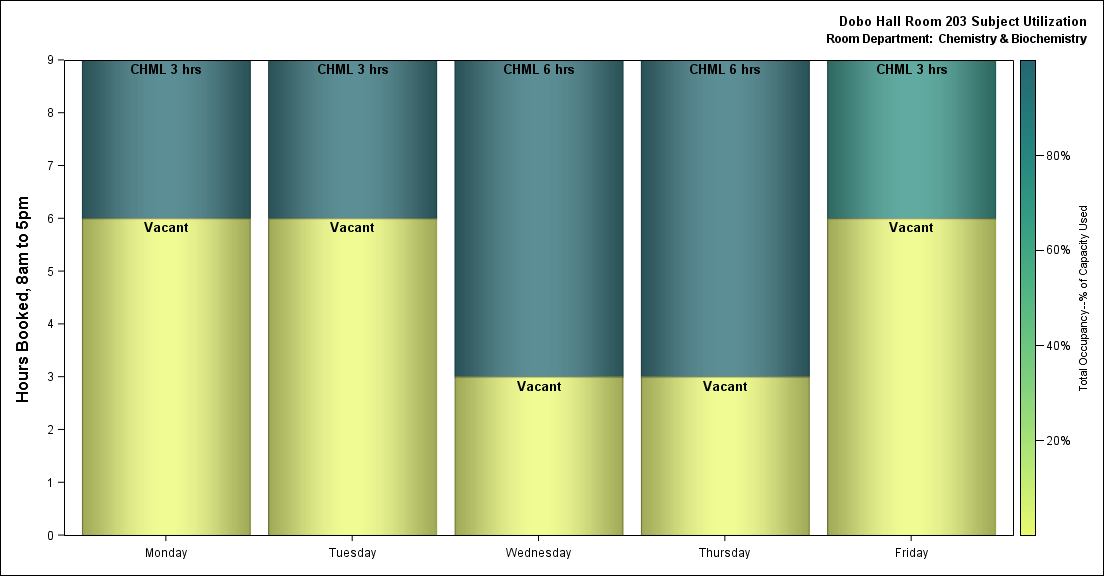 Dobo Hall Room 203 Subject Utilization
Room Department: Chemistry & Biochemistry
Hours Booked, 8am to 5pm
9
8
7
6
5
4
3
2
1
0
CHML 3 hrs
CHML 3 hrs
CHML 6 hrs
CHML 6 hrs
CHML 3 hrs
Vacant
Vacant
Vacant
Vacant
Vacant
Monday
Tuesday
Wednesday
Thursday
Friday
80%
60%
40%
20%
Total Occupancy--% of Capacity Used